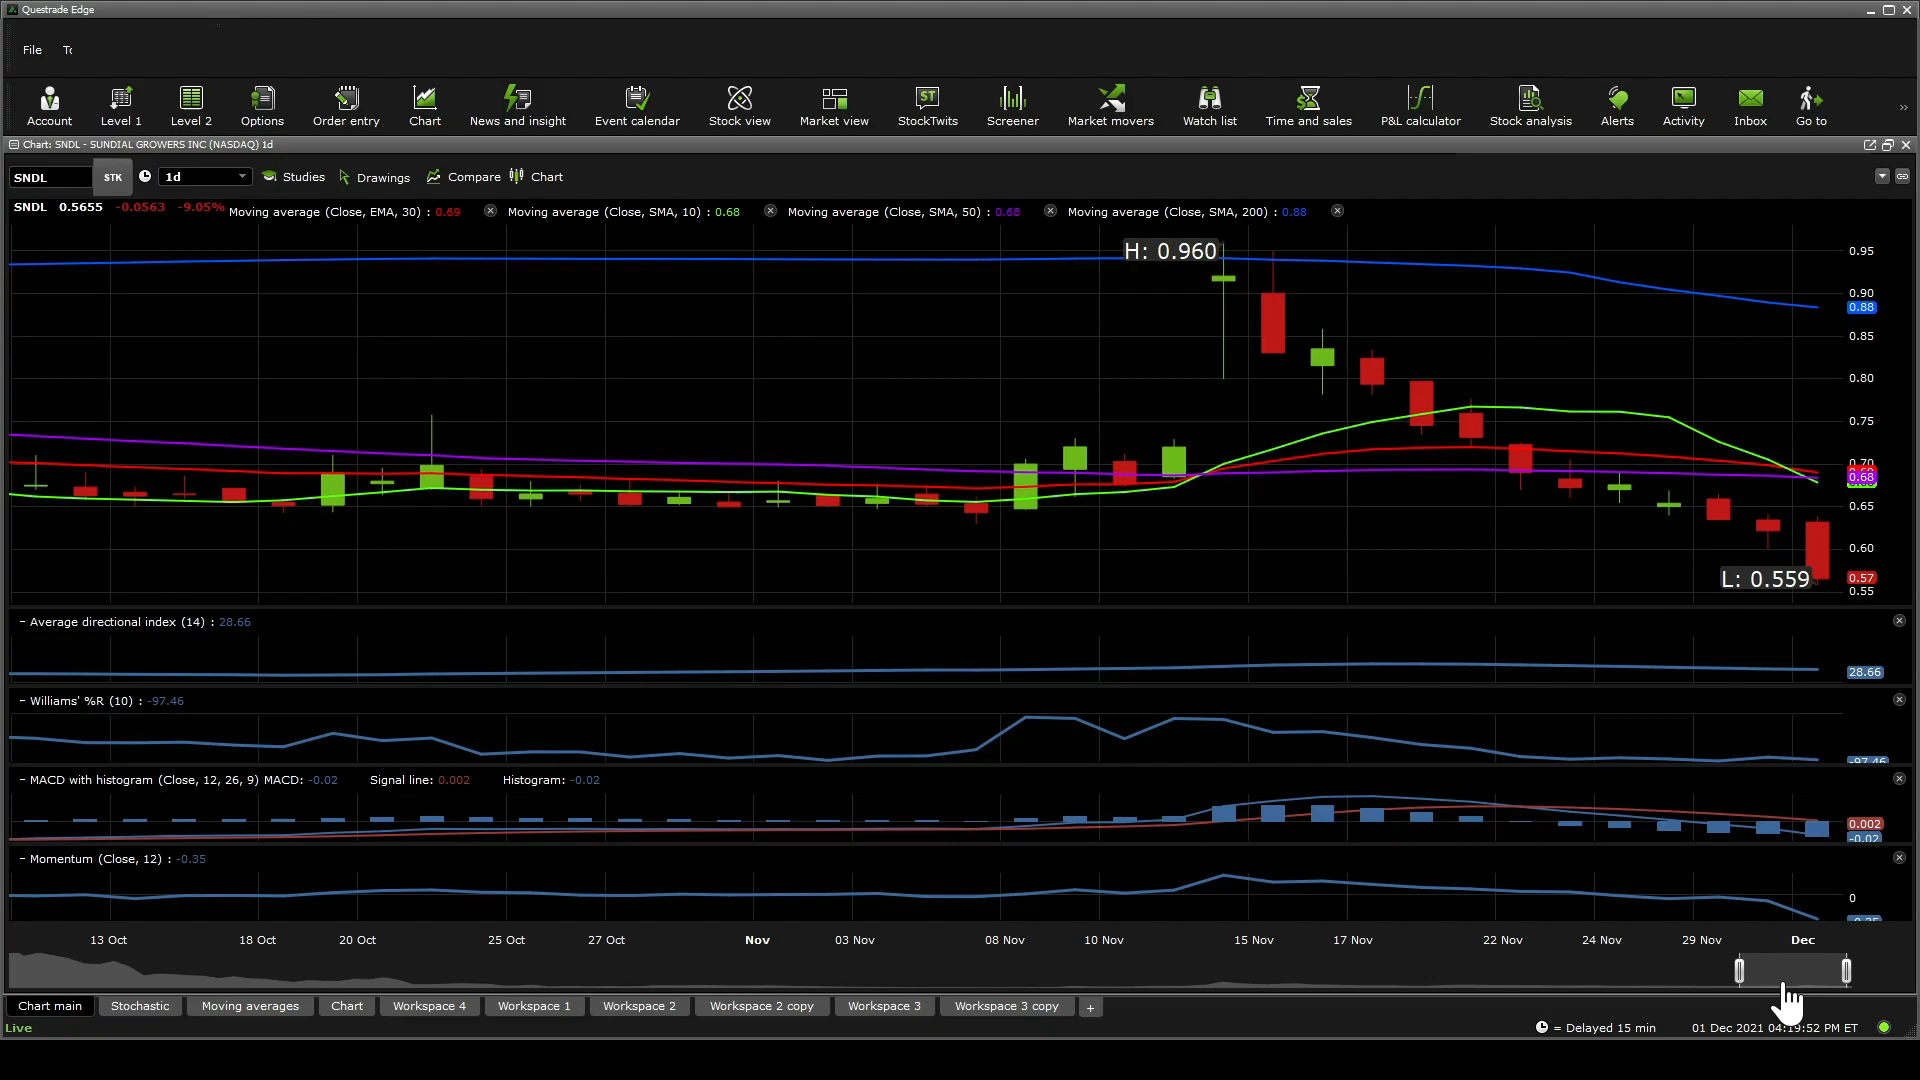 Questrade Edge
File To
Account Level 1 Level 2 Options Order entry Chart News and insight Event calendar Stock view Market view StockTwits Screener Market movers Watch list Time and sales P&L calculator Stock analysis Alerts Activity Inbox Go to
Chart: SNDL - SUNDIAL GROWERS INC (NASDAQ) 1d
SNDL STK 1d Studies Drawings Compare Chart
SNDL 0.5655 -0.0563 -9.05% Moving average (Close, EMA, 30) : 0.69 Moving average (Close, SMA, 10) : 0.68 Moving average (Close, SMA, 50) : 0.68 Moving average (Close, SMA, 200) : 0.88
H: 0.960
0.95
0.90
0.88
0.85
0.80
0.75
0.70
0.68
0.65
0.60
L: 0.559
0.57
0.55
- Average directional index (14) : 28.66
28.66
- Williams' %R (10) : -97.46
-97.46
- MACD with histogram (Close, 12, 26, 9) MACD: -0.02 Signal line: 0.002 Histogram: -0.02
0.002
-0.02
- Momentum (Close, 12) : -0.35
0
-0.35
13 Oct 18 Oct 20 Oct 25 Oct 27 Oct Nov 03 Nov 08 Nov 10 Nov 15 Nov 17 Nov 22 Nov 24 Nov 29 Nov Dec
Chart main Stochastic Moving averages Chart Workspace 4 Workspace 1 Workspace 2 Workspace 2 copy Workspace 3 Workspace 3 copy +
Live = Delayed 15 min 01 Dec 2021 04:19:52 PM ET